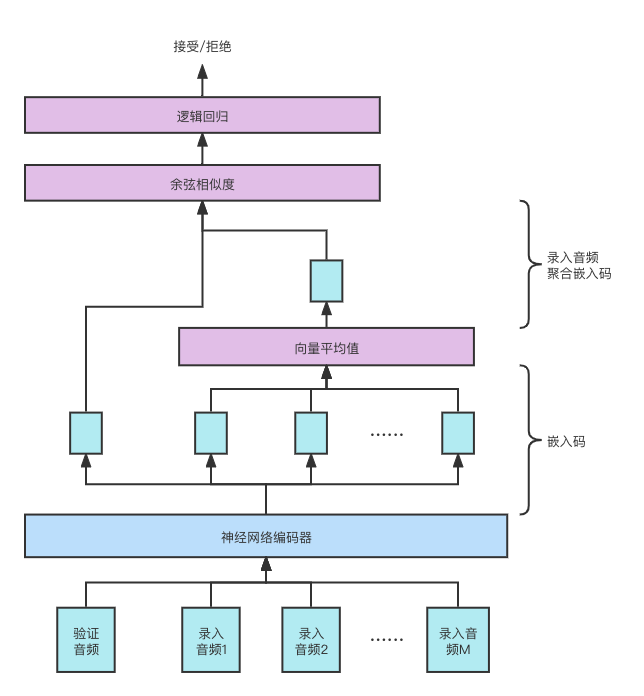 接受/拒绝
逻辑回归
余弦相似度
录入音频
聚合嵌入码
向量平均值
……
嵌入码
神经网络编码器
验证
音频
录入
音频1
录入
音频2
……
录入音
频M